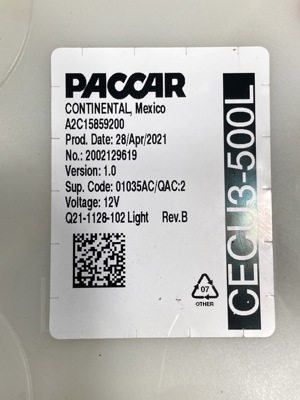 PACCAR
CONTINENTAL, Mexico
A2C15859200
Prod. Date: 28/Apr/2021
No.: 2002129619
Version: 1.0
Sup. Code: 01035AC/QAC:2
Voltage: 12V
Q21-1128-102 Light Rev.B
07
OTHER
CECU3-500L